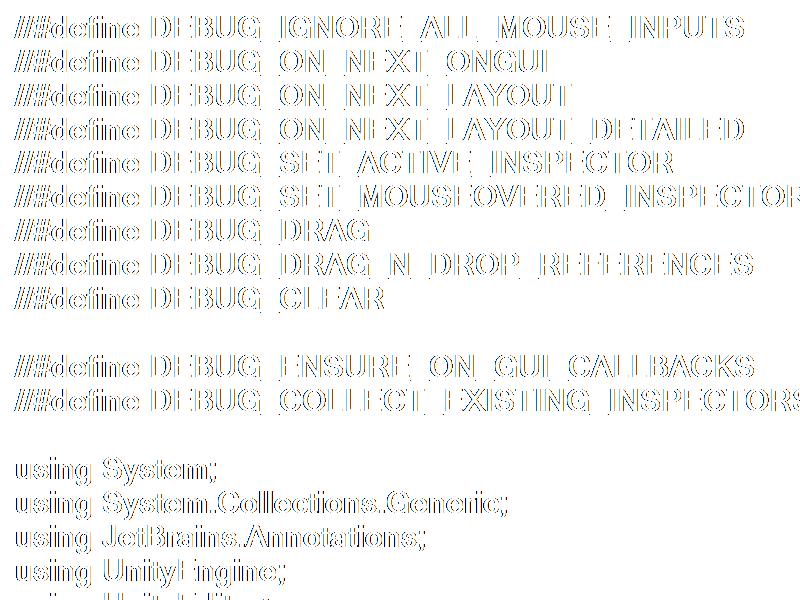 //#define DEBUG_IGNORE_ALL_MOUSE_INPUTS
//#define DEBUG_ON_NEXT_ONGUI
//#define DEBUG_ON_NEXT_LAYOUT
//#define DEBUG_ON_NEXT_LAYOUT_DETAILED
//#define DEBUG_SET_ACTIVE_INSPECTOR
//#define DEBUG_SET_MOUSEOVERED_INSPECTOR
//#define DEBUG_DRAG
//#define DEBUG_DRAG_N_DROP_REFERENCES
//#define DEBUG_CLEAR
//#define DEBUG_ENSURE_ON_GUI_CALLBACKS
//#define DEBUG_COLLECT_EXISTING_INSPECTORS
using System;
using System.Collections.Generic;
using JetBrains.Annotations;
using UnityEngine;